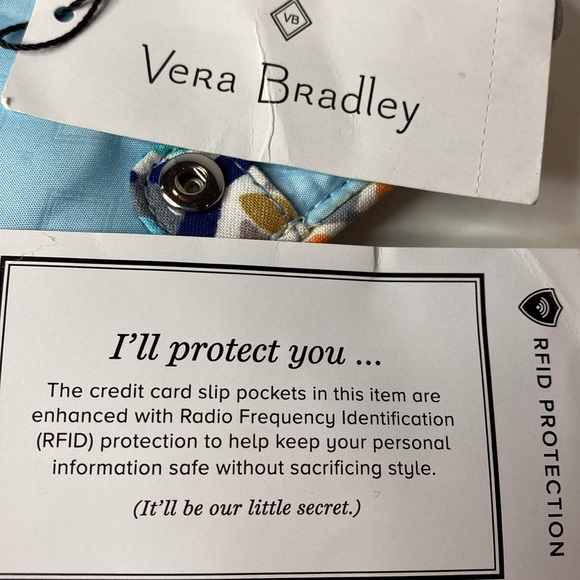 VB
Vera Bradley
I'll protect you ...
The credit card slip pockets in this item are
enhanced with Radio Frequency Identification
(RFID) protection to help keep your personal
information safe without sacrificing style.
(It'll be our little secret.)
RFID PROTECTION